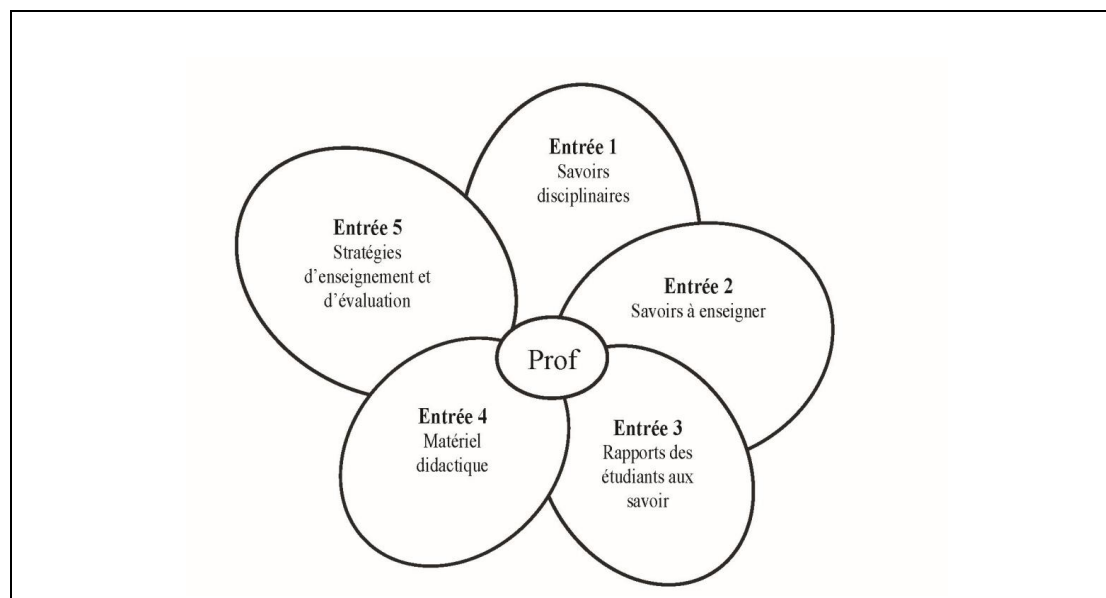 Entrée 1
Savoirs
disciplinaires
Entrée 2
Savoirs à enseigner
Entrée 3
Rapports des
étudiants aux
savoir
Entrée 4
Matériel
didactique
Entrée 5
Stratégies
d'enseignement et
d'évaluation
Prof